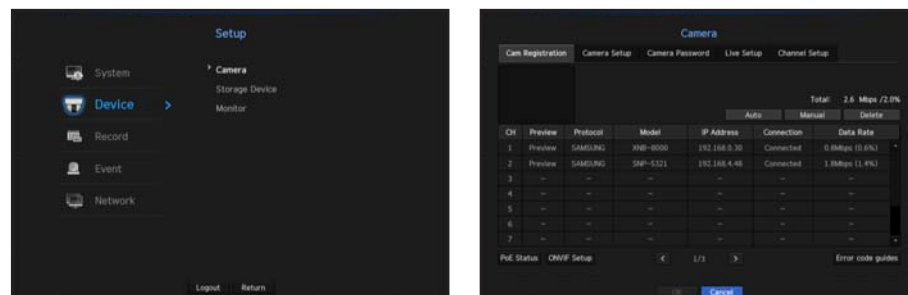 Setup
System
Device >
Record
Event
Network
Camera
Storage Device
Monitor
Logout Return
Camera
Cam Registration Camera Setup Camera Password Live Setup Channel Setup
Total: 2.6 Mbps /2.0%
Auto Manual Delete
CH Preview Protocol Model IP Address Connection Data Rate
1 Preview SAMSUNG XNB-8000 192.168.0.30 Connected 0.8Mbps (0.6%)
2 Preview SAMSUNG SNP-5321 192.168.4.48 Connected 1.8Mbps (1.4%)
3 - - - - - -
4 - - - - - -
5 - - - - - -
6 - - - - - -
7 - - - - - -
PoE Status ONVIF Setup < 1/3 > Error code guides
OK Cancel